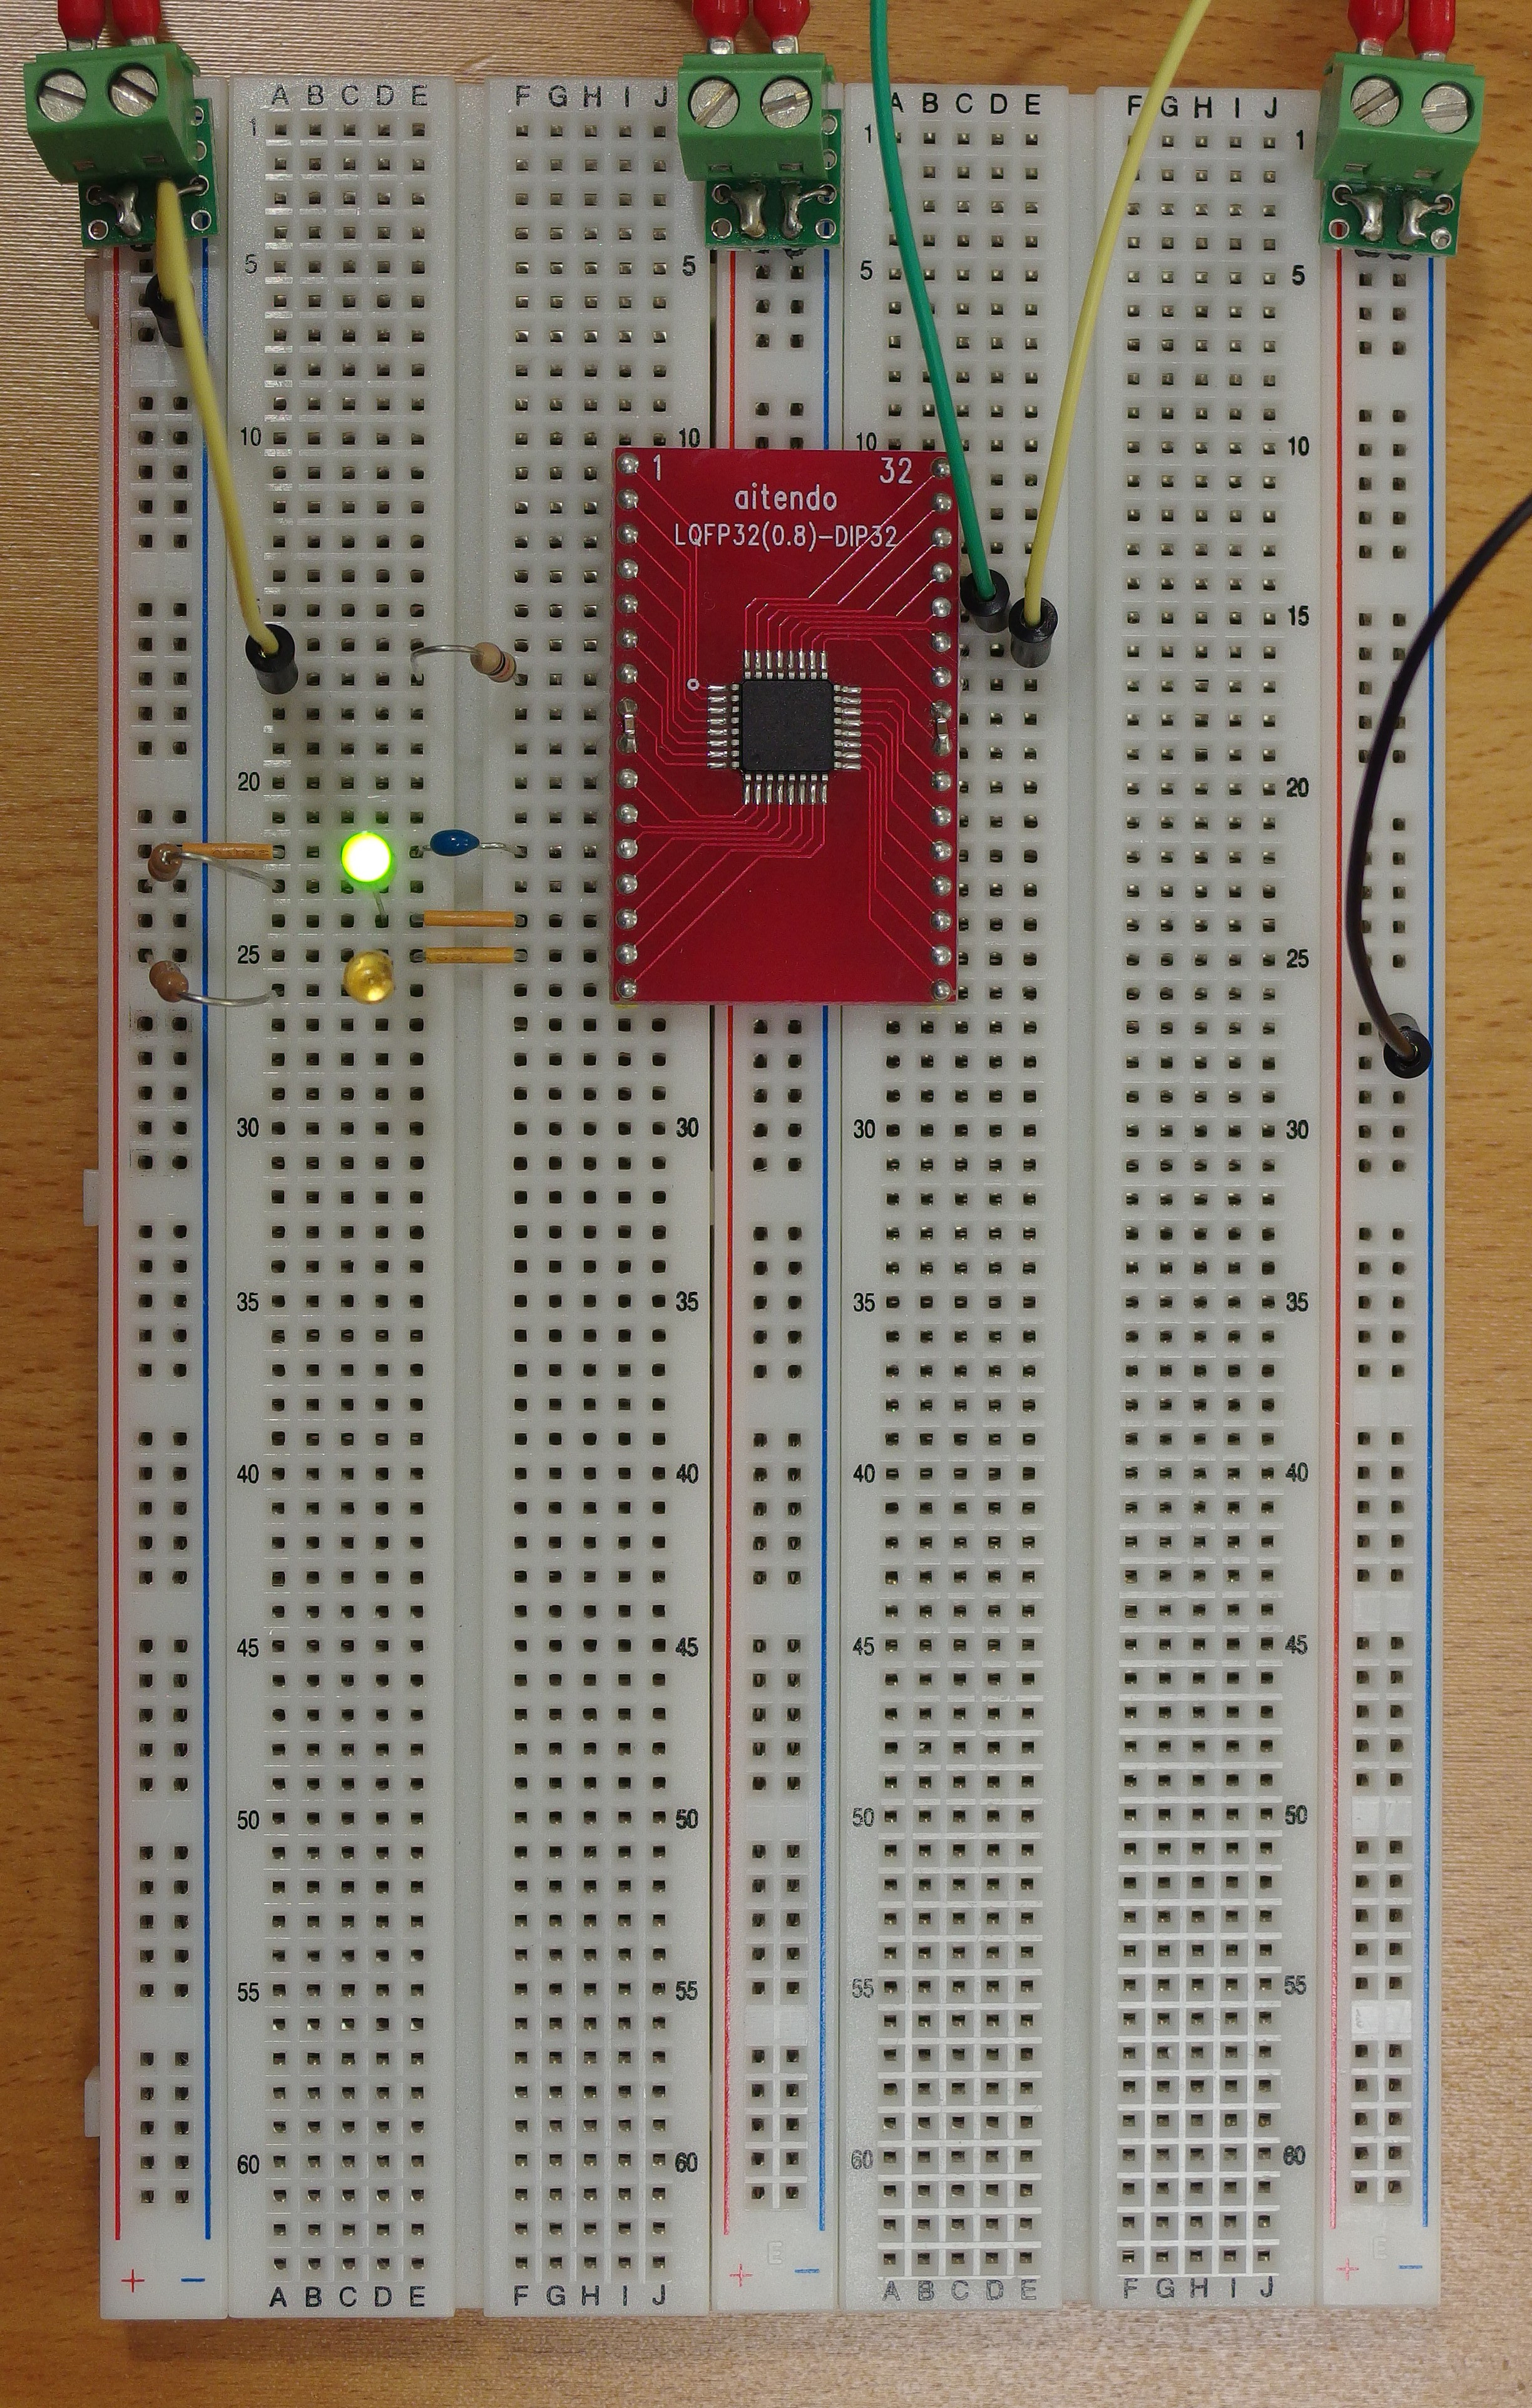 A B C D E F G H I J A B C D E F G H I J
1 1 1
5 5 5 5
10 10 10 10
1 32
aitendo
LQFP32(0.8)-DIP32
15
20 20
25 25
30 30 30 30
35 35 35 35
40 40 40 40
45 45 45 45
50 50 50 50
55 55 55 55
60 60 60 60
E E
+ − + − + −
A B C D E F G H I J A B C D E F G H I J